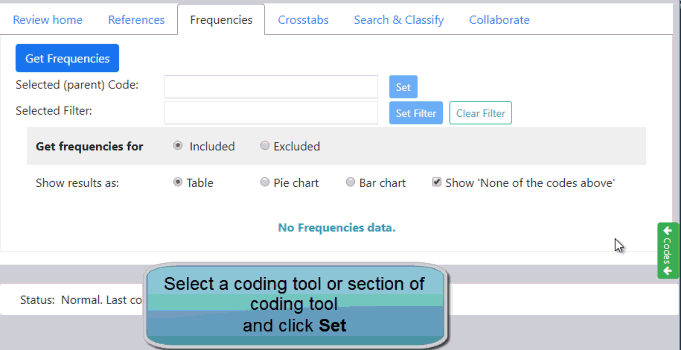 Review home References Frequencies Crosstabs Search & Classify Collaborate
Get Frequencies
Selected (parent) Code: Set
Selected Filter: Set Filter Clear Filter
Get frequencies for Included Excluded
Show results as: Table Pie chart Bar chart Show 'None of the codes above'
No Frequencies data.
Codes
Select a coding tool or section of
coding tool
and click Set
Status: Normal. Last co